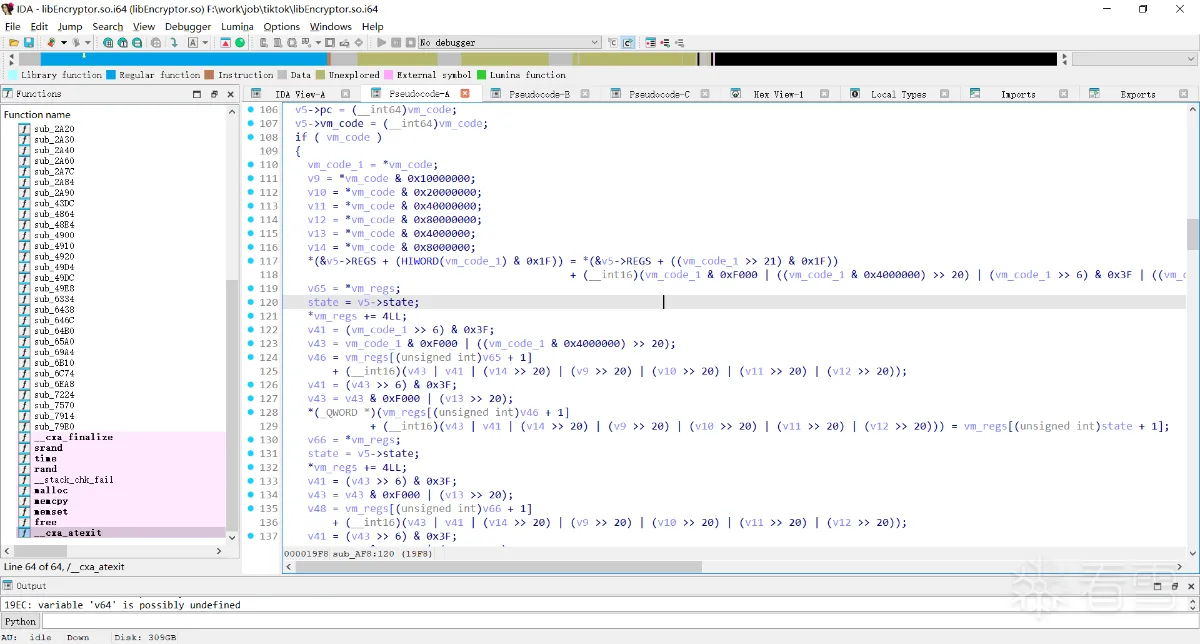 IDA - libEncryptor.so.i64 (libEncryptor.so) F:\work\job\tiktok\libEncryptor.so.i64
File Edit Jump Search View Debugger Lumina Options Windows Help
No debugger
Library function Regular function Instruction Data Unexplored External symbol Lumina function
Functions
IDA View-A Pseudocode-A Pseudocode-B Pseudocode-C Hex View-1 Local Types Imports Exports
Function name
sub_2A20
sub_2A30
sub_2A40
sub_2A60
sub_2A7C
sub_2A84
sub_2A90
sub_43DC
sub_4864
sub_48B4
sub_4900
sub_4910
sub_4920
sub_49D4
sub_49DC
sub_49E8
sub_6334
sub_6438
sub_646C
sub_64B0
sub_65A0
sub_69A4
sub_6B10
sub_6C74
sub_6EA8
sub_7224
sub_7570
sub_7914
sub_79B0
__cxa_finalize
srand
time
rand
__stack_chk_fail
malloc
memcpy
memset
free
__cxa_atexit
Line 64 of 64, /__cxa_atexit
106 v5->pc = (__int64)vm_code;
107 v5->vm_code = (__int64)vm_code;
108 if ( vm_code )
109 {
110 vm_code_1 = *vm_code;
111 v9 = *vm_code & 0x10000000;
112 v10 = *vm_code & 0x20000000;
113 v11 = *vm_code & 0x40000000;
114 v12 = *vm_code & 0x80000000;
115 v13 = *vm_code & 0x4000000;
116 v14 = *vm_code & 0x8000000;
117 *(&v5->REGS + (HIWORD(vm_code_1) & 0x1F)) = *(&v5->REGS + ((vm_code_1 >> 21) & 0x1F))
118 + (__int16)(vm_code_1 & 0xF000 | ((vm_code_1 & 0x4000000) >> 20) | (vm_code_1 >> 6) & 0x3F | ((vm_c
119 v65 = *vm_regs;
120 state = v5->state;
121 *vm_regs += 4LL;
122 v41 = (vm_code_1 >> 6) & 0x3F;
123 v43 = vm_code_1 & 0xF000 | ((vm_code_1 & 0x4000000) >> 20);
124 v46 = vm_regs[(unsigned int)v65 + 1]
125 + (__int16)(v43 | v41 | (v14 >> 20) | (v9 >> 20) | (v10 >> 20) | (v11 >> 20) | (v12 >> 20));
126 v41 = (v43 >> 6) & 0x3F;
127 v43 = v43 & 0xF000 | (v13 >> 20);
128 *(_QWORD *)(vm_regs[(unsigned int)v46 + 1]
129 + (__int16)(v43 | v41 | (v14 >> 20) | (v9 >> 20) | (v10 >> 20) | (v11 >> 20) | (v12 >> 20))) = vm_regs[(unsigned int)state + 1];
130 v66 = *vm_regs;
131 state = v5->state;
132 *vm_regs += 4LL;
133 v41 = (v43 >> 6) & 0x3F;
134 v43 = v43 & 0xF000 | (v13 >> 20);
135 v48 = vm_regs[(unsigned int)v66 + 1]
136 + (__int16)(v43 | v41 | (v14 >> 20) | (v9 >> 20) | (v10 >> 20) | (v11 >> 20) | (v12 >> 20));
137 v41 = (v43 >> 6) & 0x3F;
000019F8 sub_AF8:120 (19F8)
Output
19EC: variable 'v64' is possibly undefined
Python
AU: idle Down Disk: 309GB
看雪